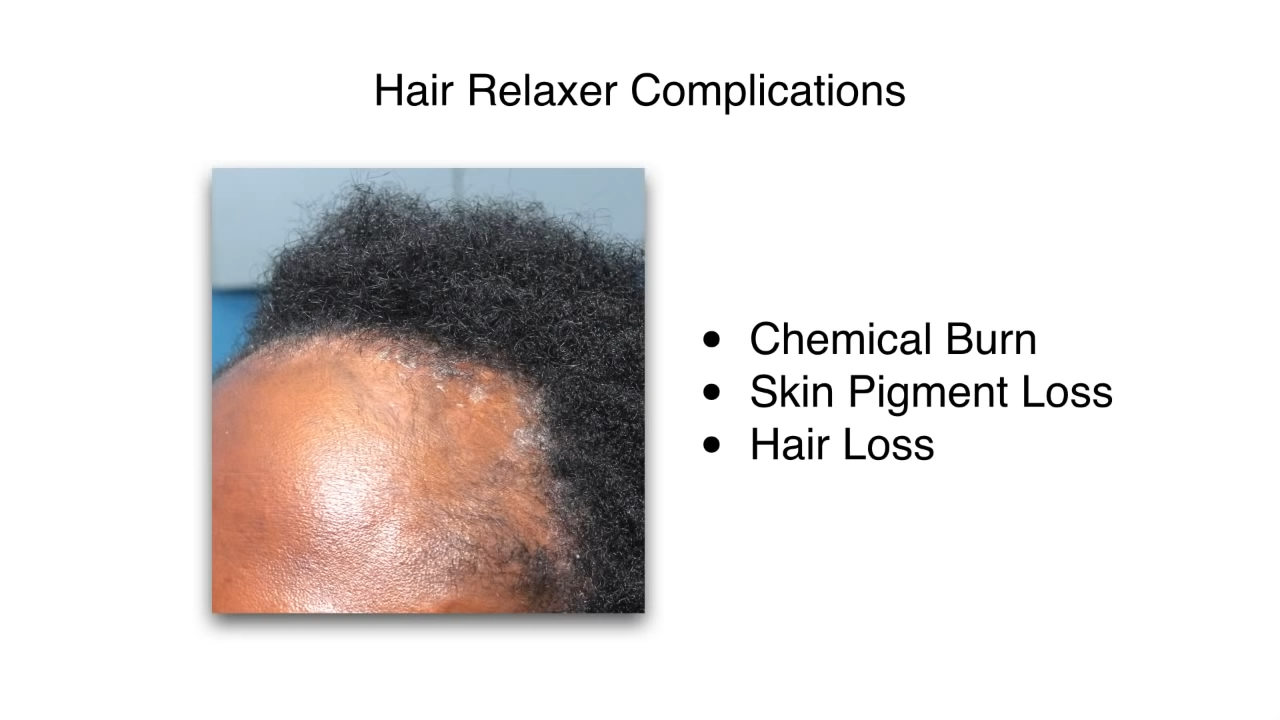 Hair Relaxer Complications
• Chemical Burn
• Skin Pigment Loss
• Hair Loss